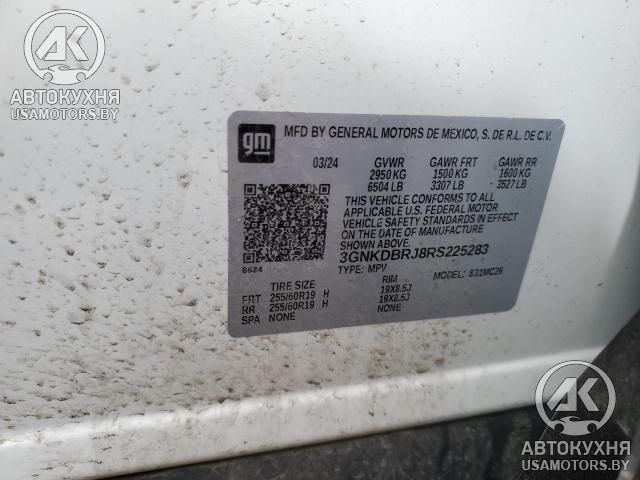 AK
АВТОКУХНЯ
USAMOTORS.BY
gm MFD BY GENERAL MOTORS DE MEXICO, S. DE R.L. DE C.V.
03/24 GVWR GAWR FRT GAWR RR
2950 KG 1500 KG 1600 KG
6504 LB 3307 LB 3527 LB
THIS VEHICLE CONFORMS TO ALL
APPLICABLE U.S. FEDERAL MOTOR
VEHICLE SAFETY STANDARDS IN EFFECT
ON THE DATE OF MANUFACTURE
SHOWN ABOVE.
3GNKDBRJ8RS225283
8624 TYPE: MPV MODEL: 831MC26
TIRE SIZE RIM
FRT 255/60R19 H 19X8.5J
RR 255/60R19 H 19X8.5J
SPA NONE NONE
AK
АВТОКУХНЯ
USAMOTORS.BY